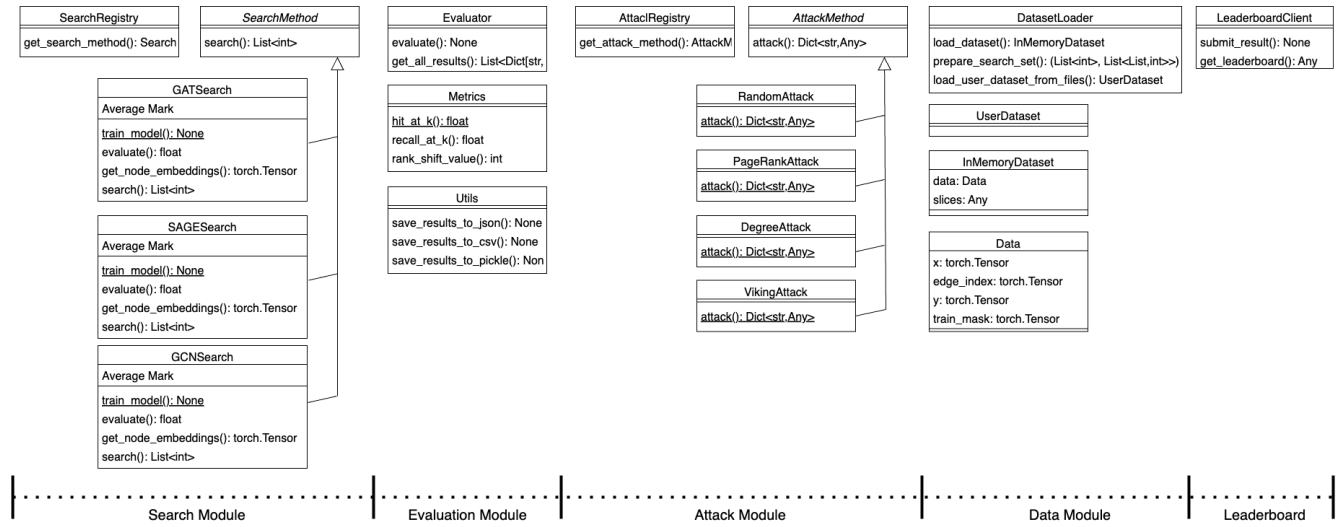 SearchRegistry
get_search_method(): Search
SearchMethod
search(): List<int>
GATSearch
Average Mark
train_model(): None
evaluate(): float
get_node_embeddings(): torch.Tensor
search(): List<int>
SAGESearch
Average Mark
train_model(): None
evaluate(): float
get_node_embeddings(): torch.Tensor
search(): List<int>
GCNSearch
Average Mark
train_model(): None
evaluate(): float
get_node_embeddings(): torch.Tensor
search(): List<int>
Evaluator
evaluate(): None
get_all_results(): List<Dict[str,
Metrics
hit_at_k(): float
recall_at_k(): float
rank_shift_value(): int
Utils
save_results_to_json(): None
save_results_to_csv(): None
save_results_to_pickle(): Non
AttaclRegistry
get_attack_method(): AttackM
AttackMethod
attack(): Dict<str,Any>
RandomAttack
attack(): Dict<str,Any>
PageRankAttack
attack(): Dict<str,Any>
DegreeAttack
attack(): Dict<str,Any>
VikingAttack
attack(): Dict<str,Any>
DatasetLoader
load_dataset(): InMemoryDataset
prepare_search_set(): (List<int>, List<List,int>>)
load_user_dataset_from_files(): UserDataset
UserDataset
InMemoryDataset
data: Data
slices: Any
Data
x: torch.Tensor
edge_index: torch.Tensor
y: torch.Tensor
train_mask: torch.Tensor
LeaderboardClient
submit_result(): None
get_leaderboard(): Any
Search Module
Evaluation Module
Attack Module
Data Module
Leaderboard